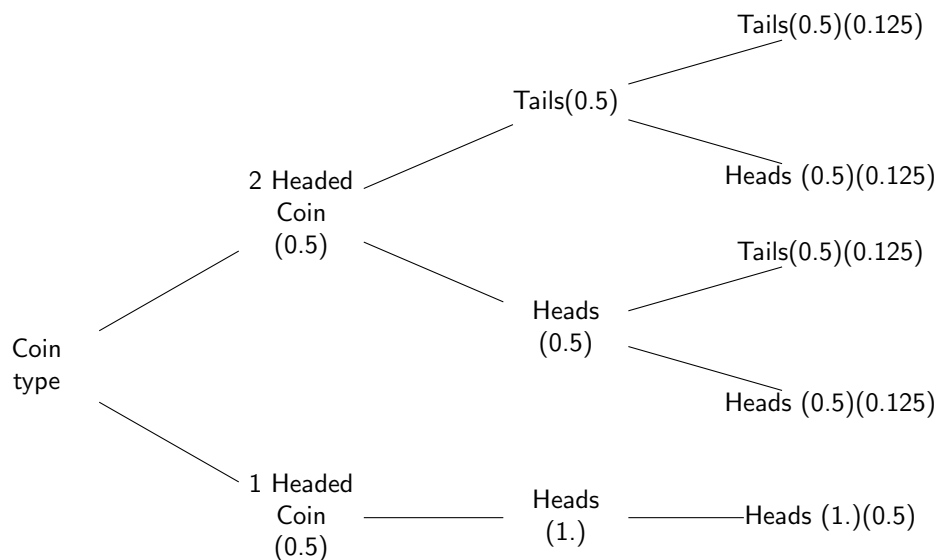 Coin
type
2 Headed
Coin
(0.5)
1 Headed
Coin
(0.5)
Tails(0.5)
Heads
(0.5)
Heads
(1.)
Tails(0.5)(0.125)
Heads (0.5)(0.125)
Tails(0.5)(0.125)
Heads (0.5)(0.125)
Heads (1.)(0.5)